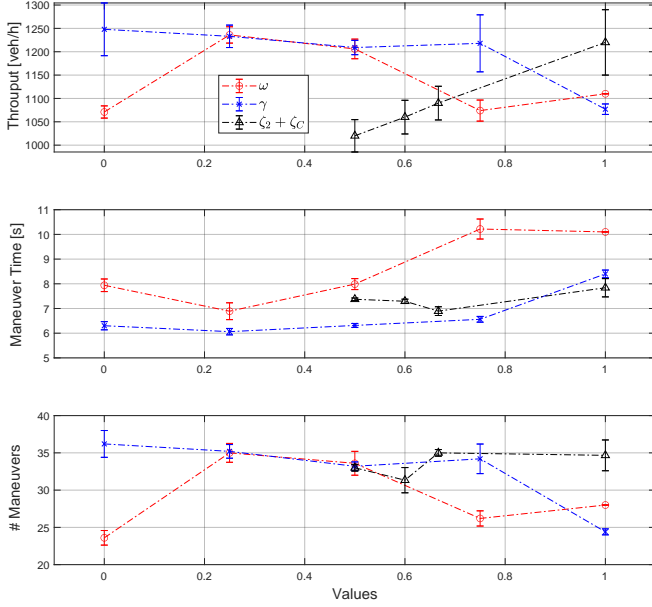 1300
1250
1200
1150
1100
1050
1000
Throuput [veh/h]
ω
γ
ζ₂ + ζ_C
0 0.2 0.4 0.6 0.8 1
11
10
9
8
7
6
5
Maneuver Time [s]
0 0.2 0.4 0.6 0.8 1
40
35
30
25
20
# Maneuvers
0 0.2 0.4 0.6 0.8 1
Values